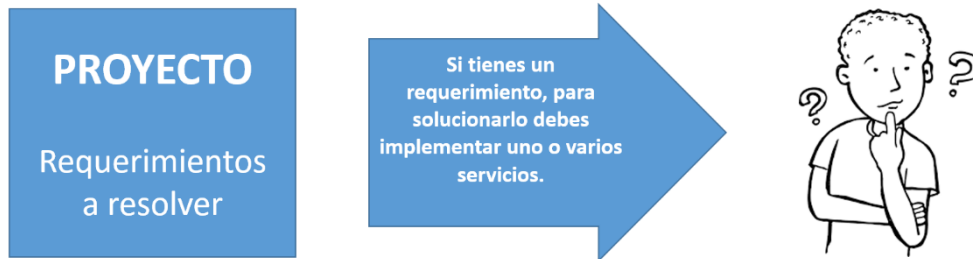 PROYECTO
Requerimientos
a resolver
Si tienes un
requerimiento, para
solucionarlo debes
implementar uno o varios
servicios.
?
?